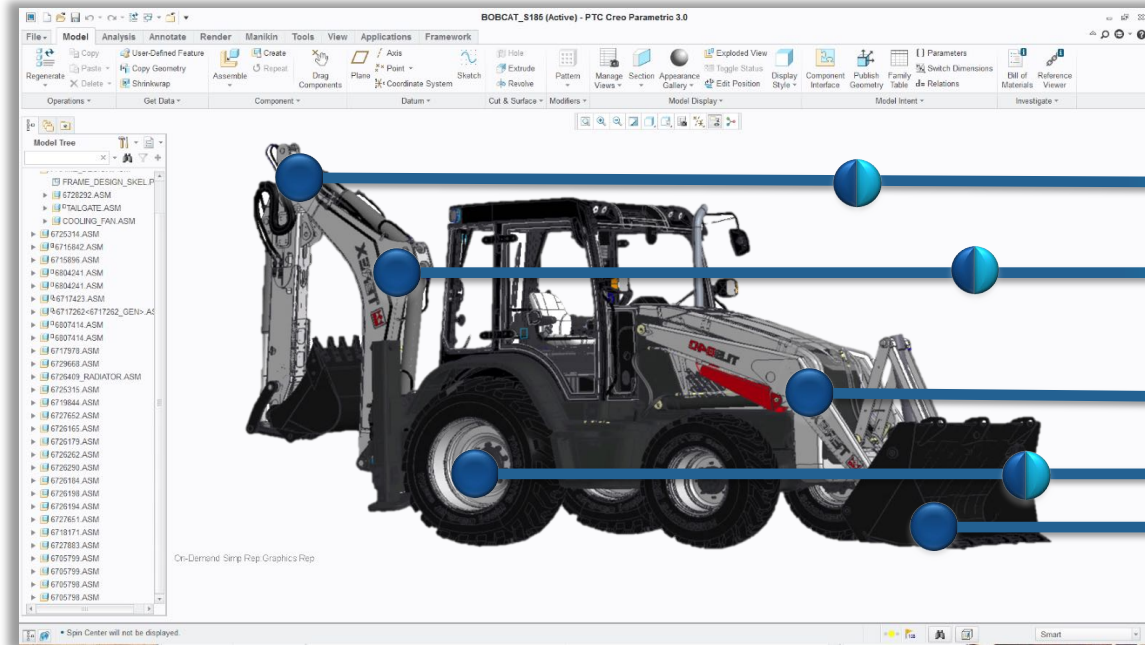 BOBCAT_S185 (Active) - PTC Creo Parametric 3.0
File Model Analysis Annotate Render Manikin Tools View Applications Framework
Regenerate
Copy
Paste
Delete
Operations
User-Defined Feature
Copy Geometry
Shrinkwrap
Get Data
Assemble
Create
Repeat
Drag Components
Component
Plane
Axis
Point
Coordinate System
Sketch
Datum
Hole
Extrude
Revolve
Cut & Surface
Pattern
Modifiers
Manage Views
Section
Appearance Gallery
Exploded View
Toggle Status
Edit Position
Display Style
Model Display
Component Interface
Publish Geometry
Family Table
[ ] Parameters
Switch Dimensions
d= Relations
Model Intent
Bill of Materials
Reference Viewer
Investigate
Model Tree
FRAME_DESIGN_SKEL.P
6728292.ASM
TAILGATE.ASM
COOLING_FAN.ASM
6725314.ASM
6715842.ASM
6715896.ASM
6804241.ASM
6804241.ASM
6717423.ASM
6717262<6717262_GEN>.AS
6807414.ASM
6807414.ASM
6717978.ASM
6729668.ASM
6726409_RADIATOR.ASM
6725315.ASM
6719844.ASM
6727652.ASM
6726165.ASM
6726179.ASM
6726262.ASM
6726290.ASM
6726184.ASM
6726198.ASM
6726194.ASM
6727651.ASM
6718171.ASM
6727883.ASM
6705799.ASM
6705799.ASM
6705798.ASM
6705798.ASM
On-Demand Simp Rep:Graphics Rep
Spin Center will not be displayed.
Smart